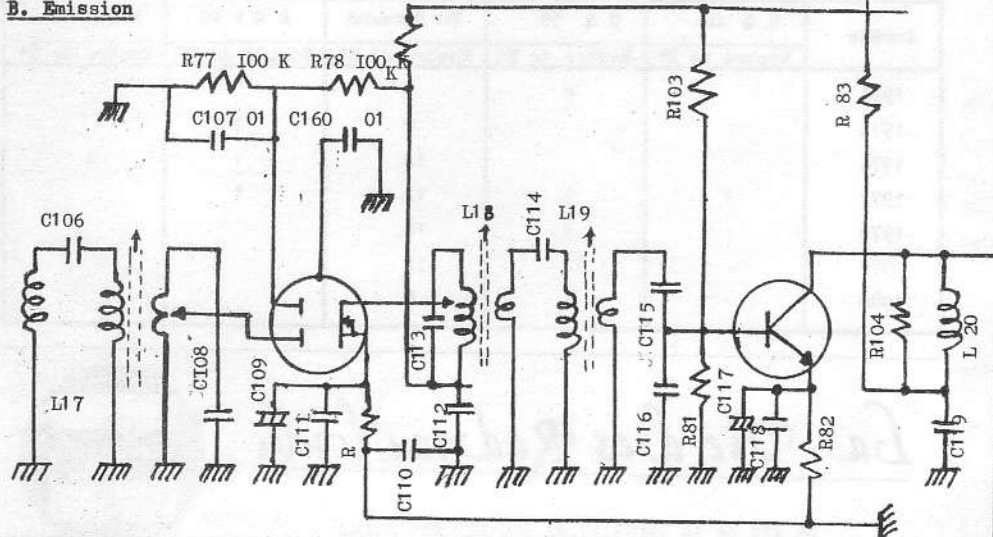 B. Emission
R77 I00 K R78 I00 K
K
C107 01 C160 01
R103
R 83
C106
L18
C114
L19
C108
C109
C111
R
C110
C113
C112
C115
C116
R81
C117
C118
R82
R104
L 20
C119
L17